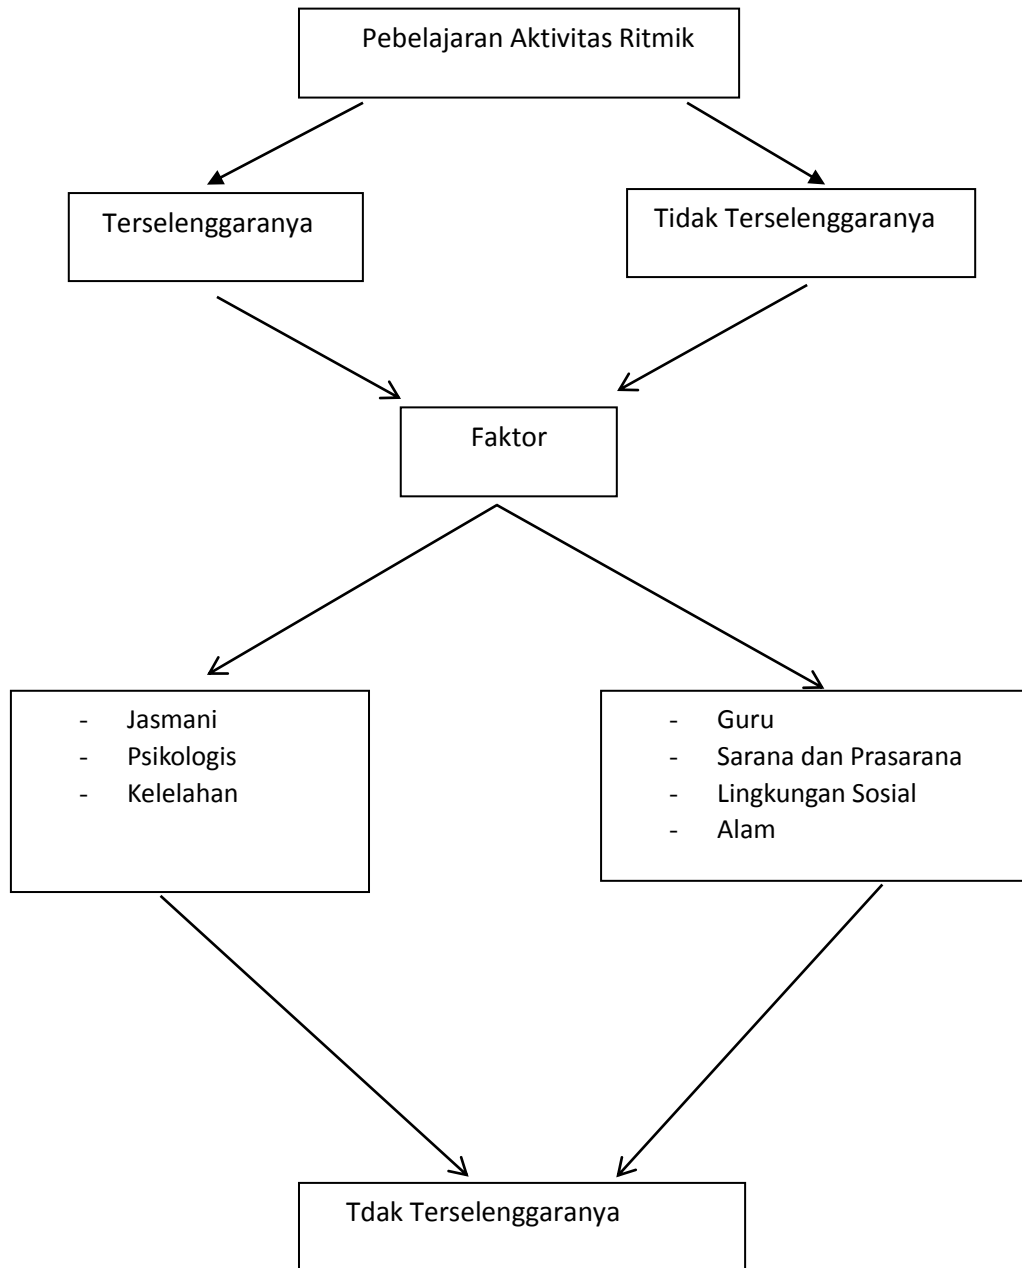 Pebelajaran Aktivitas Ritmik
Terselenggaranya
Tidak Terselenggaranya
Faktor
- Jasmani
- Psikologis
- Kelelahan
- Guru
- Sarana dan Prasarana
- Lingkungan Sosial
- Alam
Tdak Terselenggaranya